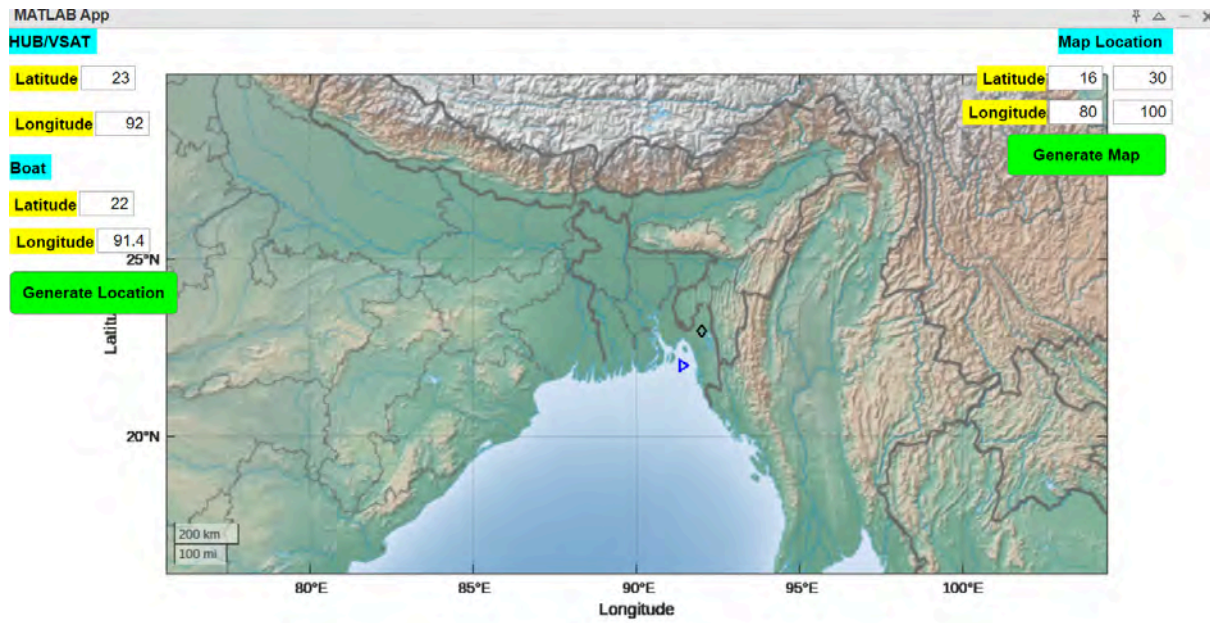 MATLAB App
HUB/VSAT
Latitude 23
Longitude 92
Boat
Latitude 22
Longitude 91.4
Generate Location
Map Location
Latitude 16 30
Longitude 80 100
Generate Map
25°N
20°N
200 km
100 mi
80°E 85°E 90°E 95°E 100°E
Longitude